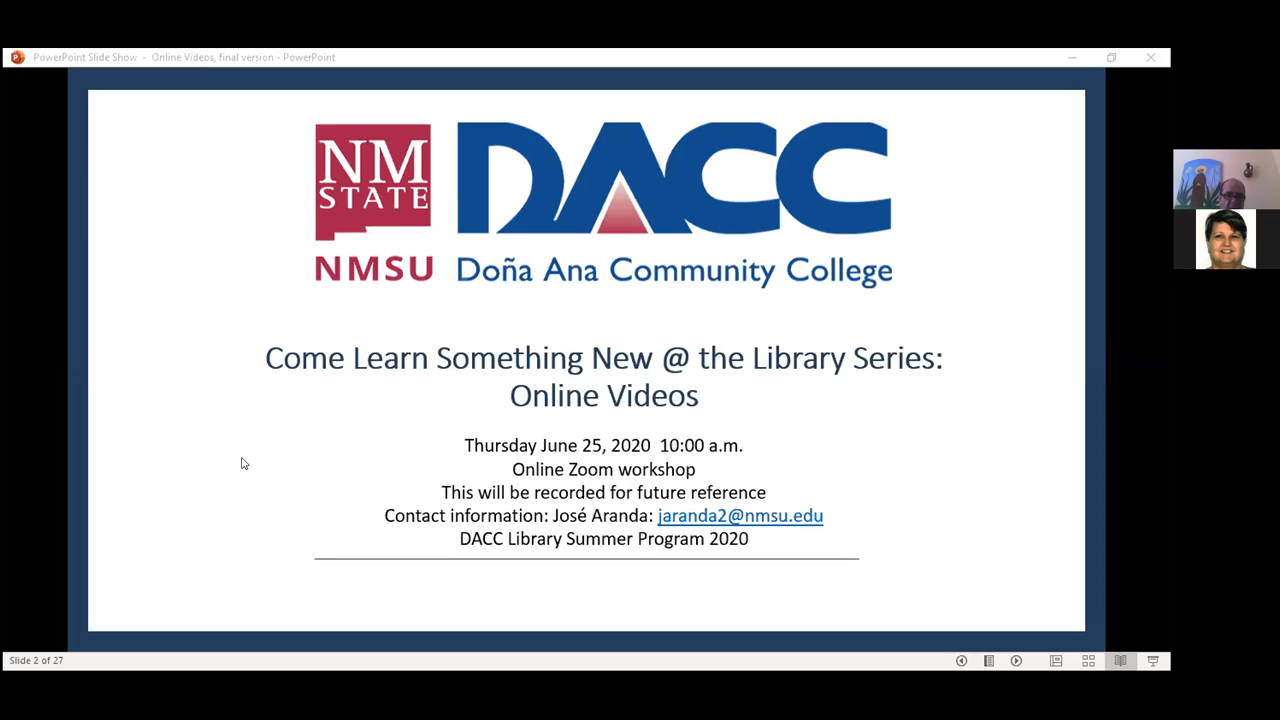 PowerPoint Slide Show - Online Videos, final version - PowerPoint
NM
STATE
NMSU
DACC
Doña Ana Community College
Come Learn Something New @ the Library Series:
Online Videos
Thursday June 25, 2020 10:00 a.m.
Online Zoom workshop
This will be recorded for future reference
Contact information: José Aranda: jaranda2@nmsu.edu
DACC Library Summer Program 2020
Slide 2 of 27